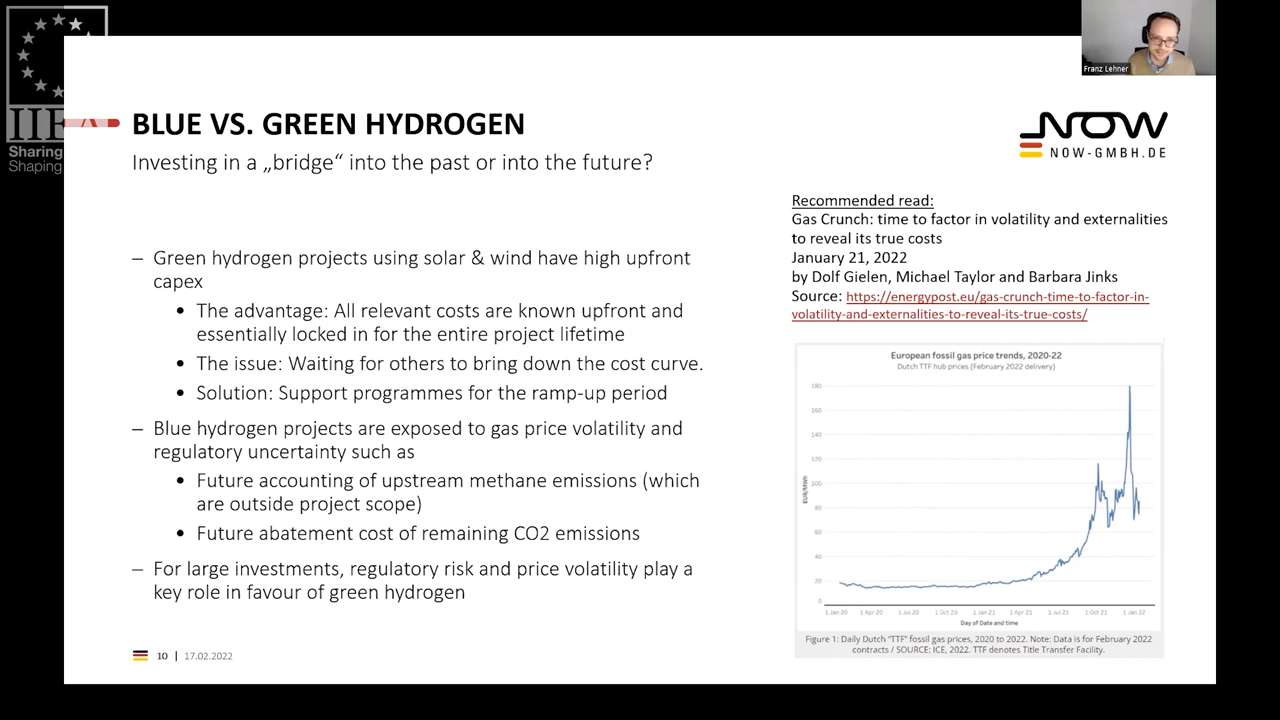 Franz Lehner
IIEA
Sharing
Shaping
BLUE VS. GREEN HYDROGEN
Investing in a „bridge“ into the past or into the future?
NOW
NOW-GMBH.DE
– Green hydrogen projects using solar & wind have high upfront
capex
• The advantage: All relevant costs are known upfront and
essentially locked in for the entire project lifetime
• The issue: Waiting for others to bring down the cost curve.
• Solution: Support programmes for the ramp-up period
– Blue hydrogen projects are exposed to gas price volatility and
regulatory uncertainty such as
• Future accounting of upstream methane emissions (which
are outside project scope)
• Future abatement cost of remaining CO2 emissions
– For large investments, regulatory risk and price volatility play a
key role in favour of green hydrogen
Recommended read:
Gas Crunch: time to factor in volatility and externalities
to reveal its true costs
January 21, 2022
by Dolf Gielen, Michael Taylor and Barbara Jinks
Source: https://energypost.eu/gas-crunch-time-to-factor-in-
volatility-and-externalities-to-reveal-its-true-costs/
European fossil gas price trends, 2020-22
Dutch TTF hub prices (February 2022 delivery)
EUR/MWh
180
160
140
120
100
80
60
40
20
0
1 Jan 20 1 Apr 20 1 Jul 20 1 Oct 20 1 Jan 21 1 Apr 21 1 Jul 21 1 Oct 21 1 Jan 22
Day of Date and time
Figure 1: Daily Dutch "TTF" fossil gas prices, 2020 to 2022. Note: Data is for February 2022
contracts / SOURCE: ICE, 2022. TTF denotes Title Transfer Facility.
10 | 17.02.2022